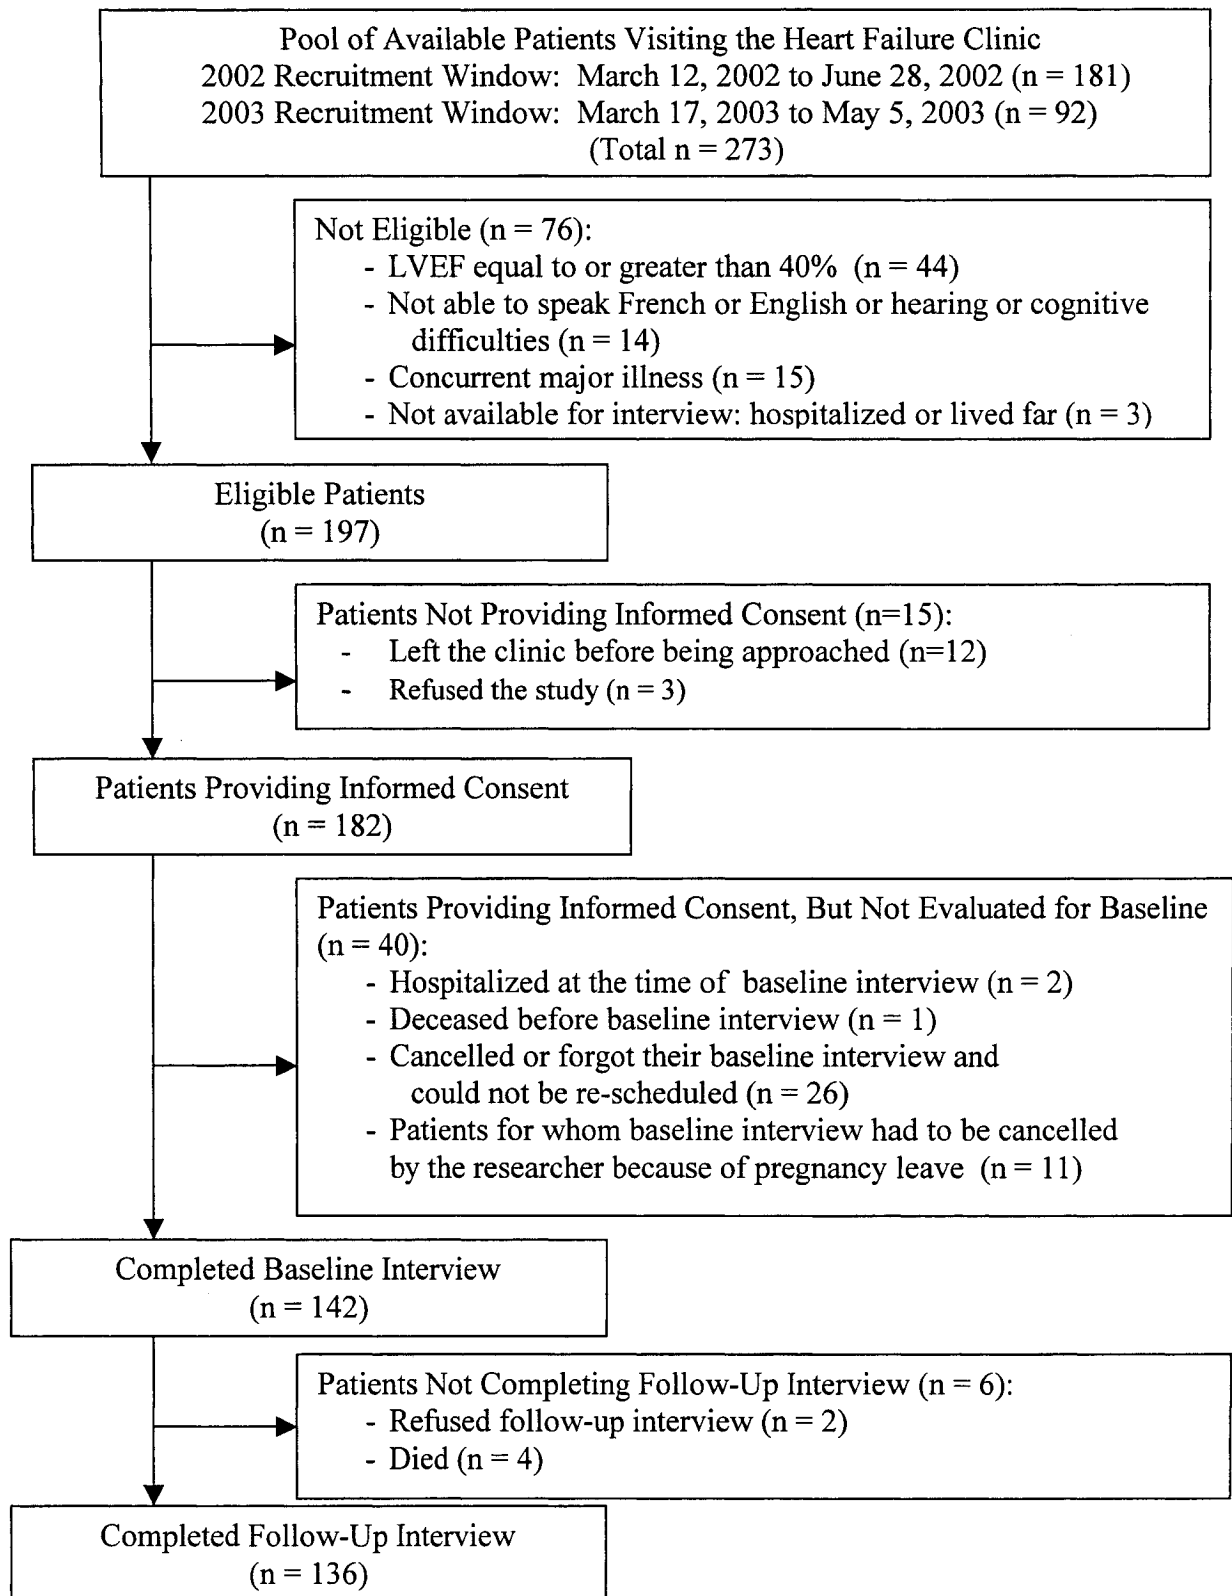 Pool of Available Patients Visiting the Heart Failure Clinic
2002 Recruitment Window: March 12, 2002 to June 28, 2002 (n = 181)
2003 Recruitment Window: March 17, 2003 to May 5, 2003 (n = 92)
(Total n = 273)
Not Eligible (n = 76):
- LVEF equal to or greater than 40% (n = 44)
- Not able to speak French or English or hearing or cognitive
difficulties (n = 14)
- Concurrent major illness (n = 15)
- Not available for interview: hospitalized or lived far (n = 3)
Eligible Patients
(n = 197)
Patients Not Providing Informed Consent (n=15):
- Left the clinic before being approached (n=12)
- Refused the study (n = 3)
Patients Providing Informed Consent
(n = 182)
Patients Providing Informed Consent, But Not Evaluated for Baseline
(n = 40):
- Hospitalized at the time of baseline interview (n = 2)
- Deceased before baseline interview (n = 1)
- Cancelled or forgot their baseline interview and
could not be re-scheduled (n = 26)
- Patients for whom baseline interview had to be cancelled
by the researcher because of pregnancy leave (n = 11)
Completed Baseline Interview
(n = 142)
Patients Not Completing Follow-Up Interview (n = 6):
- Refused follow-up interview (n = 2)
- Died (n = 4)
Completed Follow-Up Interview
(n = 136)